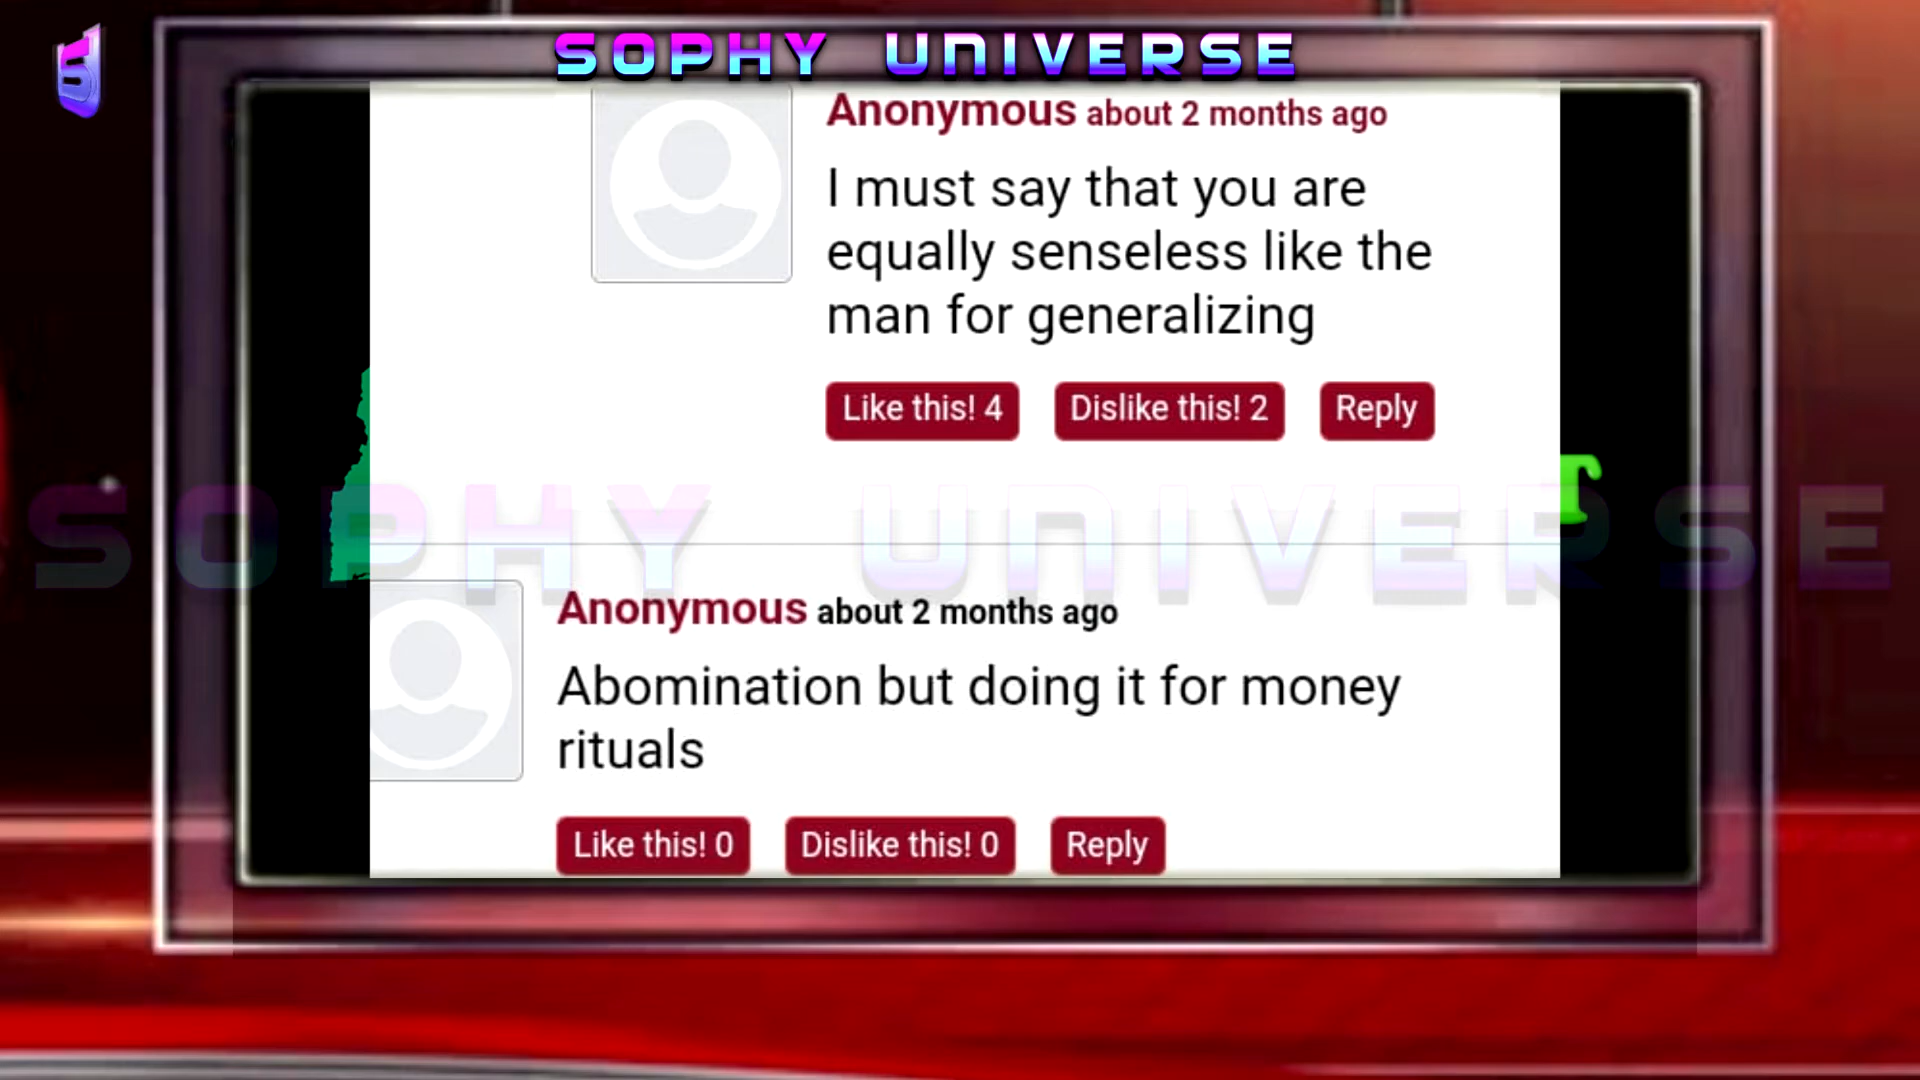 SOPHY UNIVERSE
Anonymous about 2 months ago
I must say that you are
equally senseless like the
man for generalizing
Like this! 4 Dislike this! 2 Reply
T
SOPHY UNIVERSE
Anonymous about 2 months ago
Abomination but doing it for money
rituals
Like this! 0 Dislike this! 0 Reply